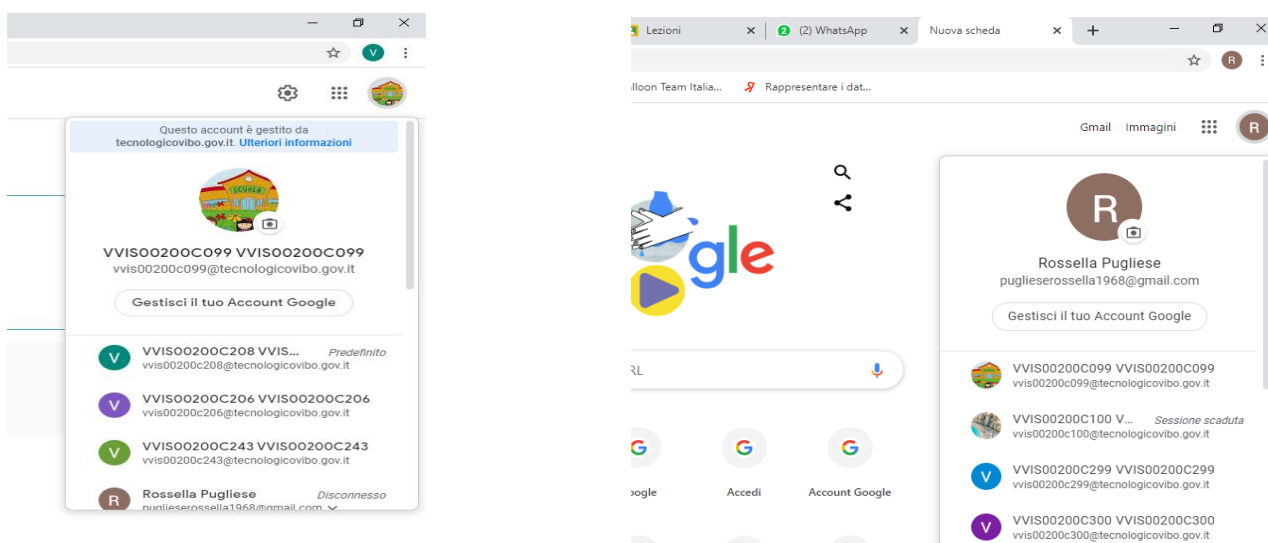 Questo account è gestito da
tecnologicovibo.gov.it. Ulteriori informazioni
SCUOLA
VVIS00200C099 VVIS00200C099
vvis00200c099@tecnologicovibo.gov.it
Gestisci il tuo Account Google
V
VVIS00200C208 VVIS... Predefinito
vvis00200c208@tecnologicovibo.gov.it
V
VVIS00200C206 VVIS00200C206
vvis00200c206@tecnologicovibo.gov.it
V
VVIS00200C243 VVIS00200C243
vvis00200c243@tecnologicovibo.gov.it
V
R
Rossella Pugliese Disconnesso
puglieserossella1968@gmail.com
Lezioni
2
(2) WhatsApp
Nuova scheda
R
lloon Team Italia...
Rappresentare i dat...
Gmail Immagini
R
gle
RL
G
G
G
oogle
Accedi
Account Google
R
Rossella Pugliese
puglieserossella1968@gmail.com
Gestisci il tuo Account Google
VVIS00200C099 VVIS00200C099
vvis00200c099@tecnologicovibo.gov.it
VVIS00200C100 V... Sessione scaduta
vvis00200c100@tecnologicovibo.gov.it
V
VVIS00200C299 VVIS00200C299
vvis00200c299@tecnologicovibo.gov.it
V
VVIS00200C300 VVIS00200C300
vvis00200c300@tecnologicovibo.gov.it